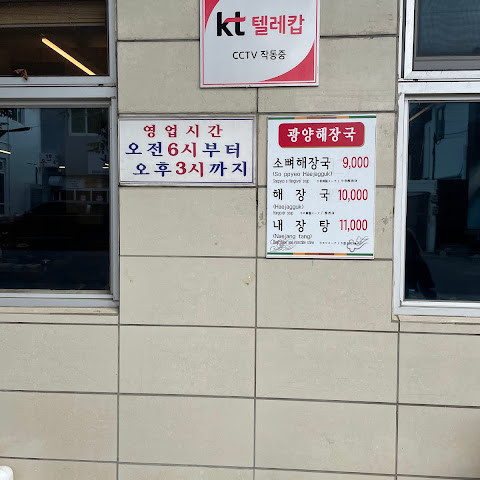 kt 텔레캅
CCTV 작동중
영업시간
오전6시부터
오후3시까지
광양해장국
소뼈해장국 9,000
(So ppyeo Haejagguk)
해장국 10,000
(Haejagguk)
내장탕 11,000
(Naejang tang)